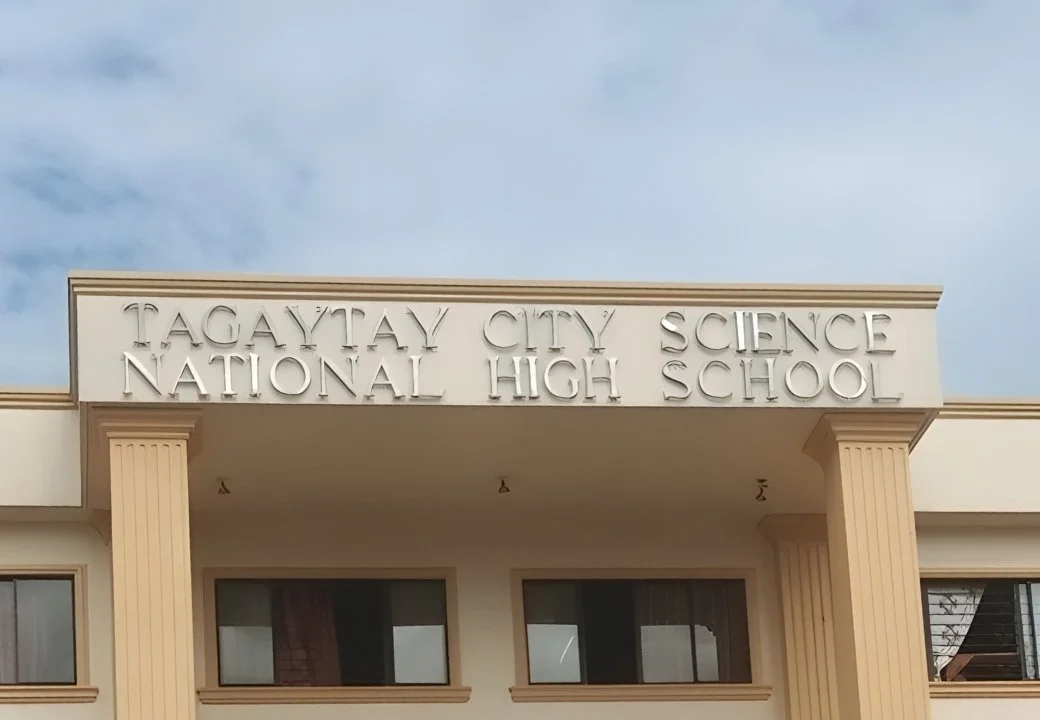 TAGAYTAY CITY SCIENCE
NATIONAL HIGH SCHOOL